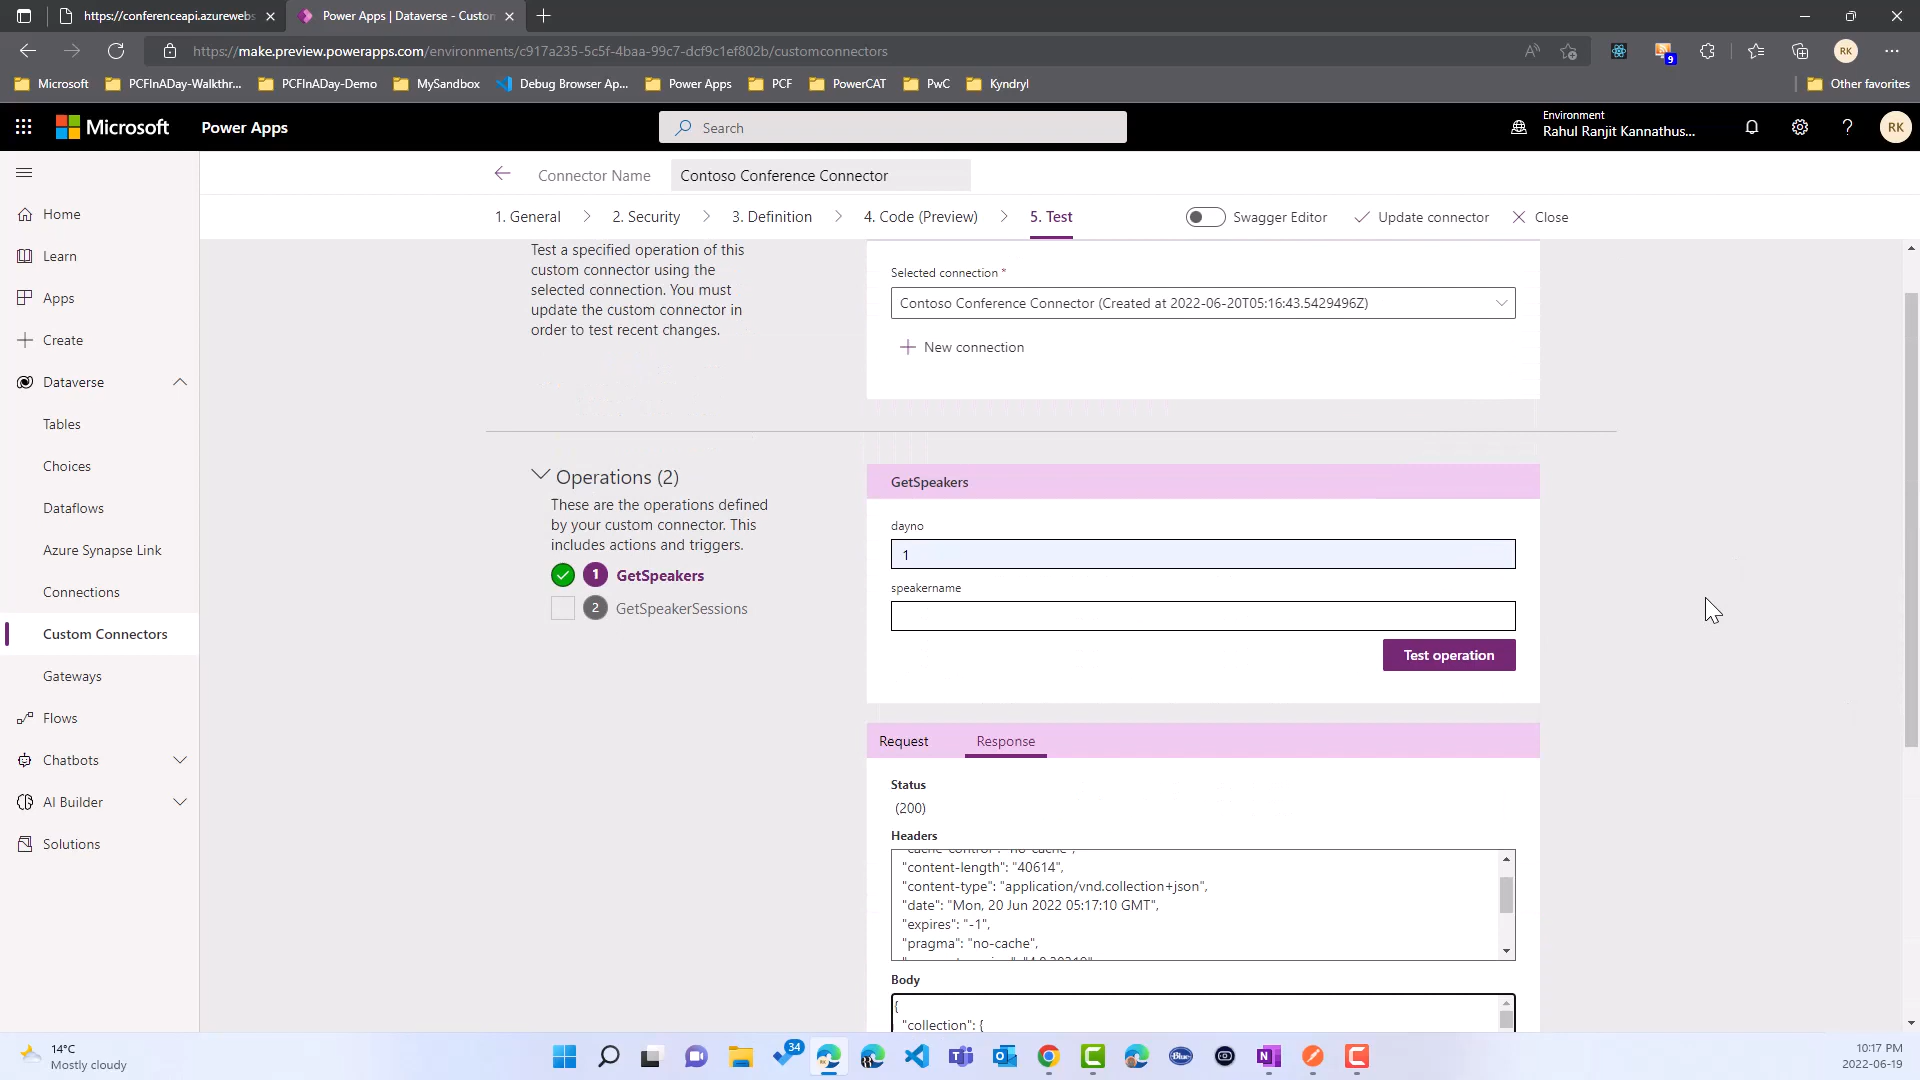 https://conferenceapi.azurewebs
Power Apps | Dataverse - Custo
https://make.preview.powerapps.com/environments/c917a235-5c5f-4baa-99c7-dcf9c1ef802b/customconnectors
9
RK
Microsoft
PCFInADay-Walkthr...
PCFInADay-Demo
MySandbox
Debug Browser Ap...
Power Apps
PCF
PowerCAT
PwC
Kyndryl
Other favorites
Microsoft
Power Apps
Search
Environment
Rahul Ranjit Kannathus...
RK
Connector Name
Contoso Conference Connector
1. General
2. Security
3. Definition
4. Code (Preview)
5. Test
Swagger Editor
Update connector
Close
Home
Learn
Apps
Create
Dataverse
Tables
Choices
Dataflows
Azure Synapse Link
Connections
Custom Connectors
Gateways
Flows
Chatbots
AI Builder
Solutions
Test a specified operation of this
custom connector using the
selected connection. You must
update the custom connector in
order to test recent changes.
Selected connection *
Contoso Conference Connector (Created at 2022-06-20T05:16:43.5429496Z)
New connection
Operations (2)
These are the operations defined
by your custom connector. This
includes actions and triggers.
1 GetSpeakers
2 GetSpeakerSessions
GetSpeakers
dayno
1
speakername
Test operation
Request
Response
Status
(200)
Headers
"cache-control": "no-cache",
"content-length": "40614",
"content-type": "application/vnd.collection+json",
"date": "Mon, 20 Jun 2022 05:17:10 GMT",
"expires": "-1",
"pragma": "no-cache",
Body
{
"collection": {
14°C
Mostly cloudy
34
Blue
10:17 PM
2022-06-19